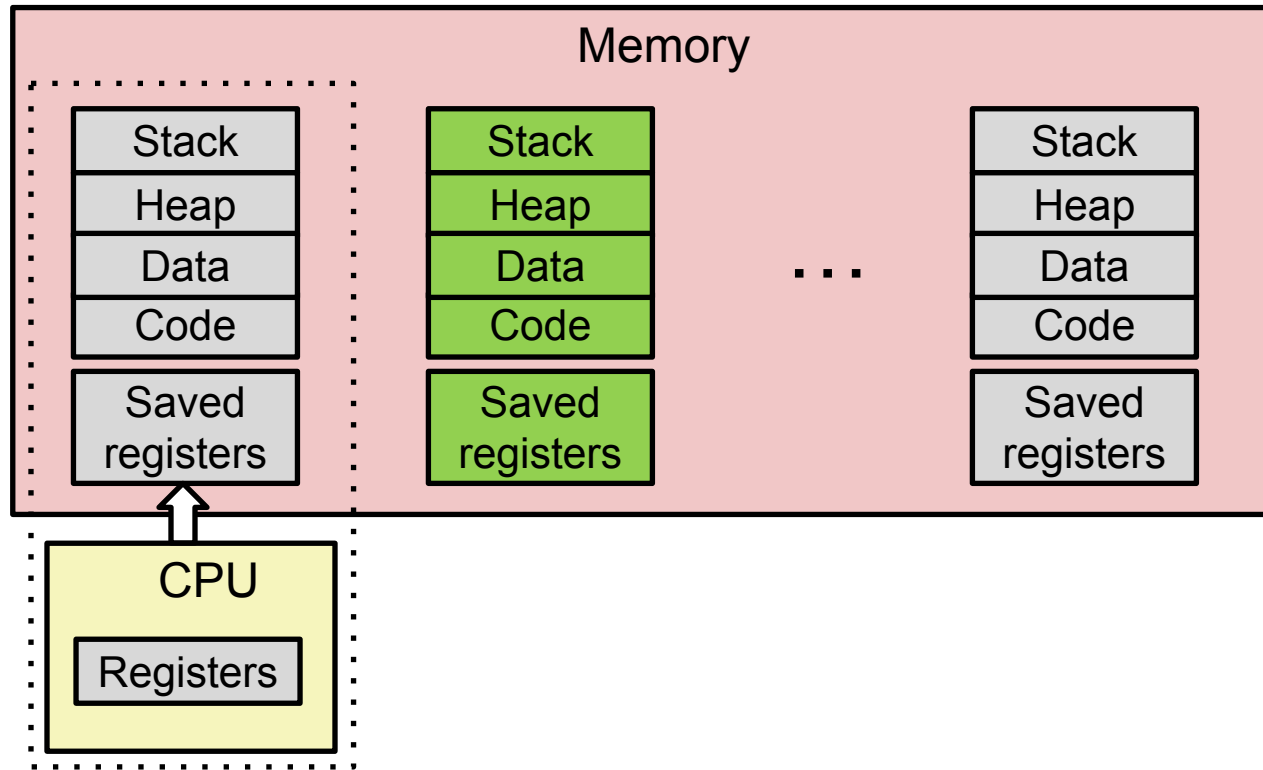 Memory
Stack
Heap
Data
Code
Saved
registers
Stack
Heap
Data
Code
Saved
registers
...
Stack
Heap
Data
Code
Saved
registers
CPU
Registers